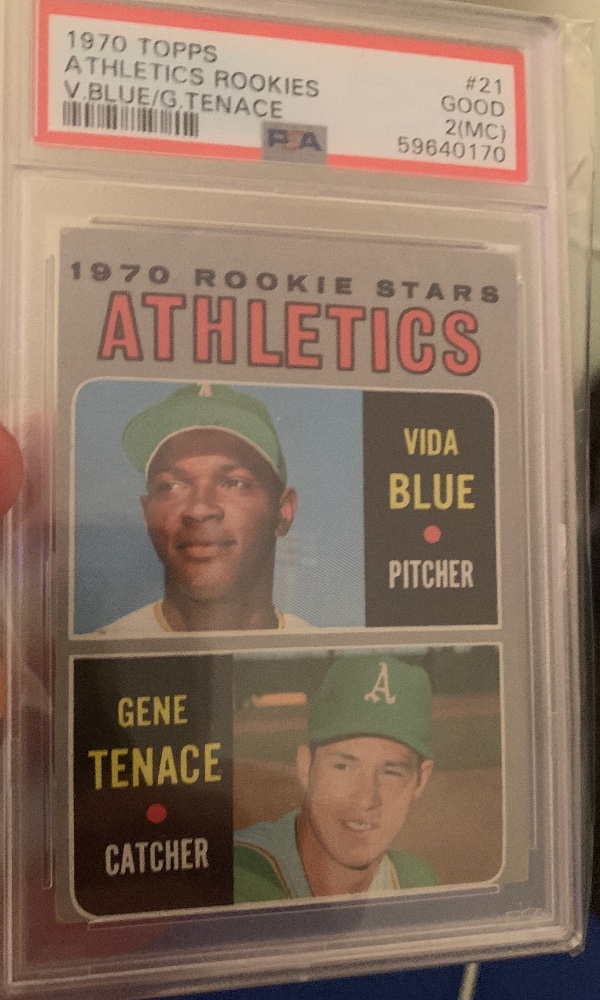 1970 TOPPS
ATHLETICS ROOKIES
V.BLUE/G.TENACE
#21
GOOD
2(MC)
59640170
PSA
1970 ROOKIE STARS
ATHLETICS
A
VIDA
BLUE
PITCHER
GENE
TENACE
CATCHER
A